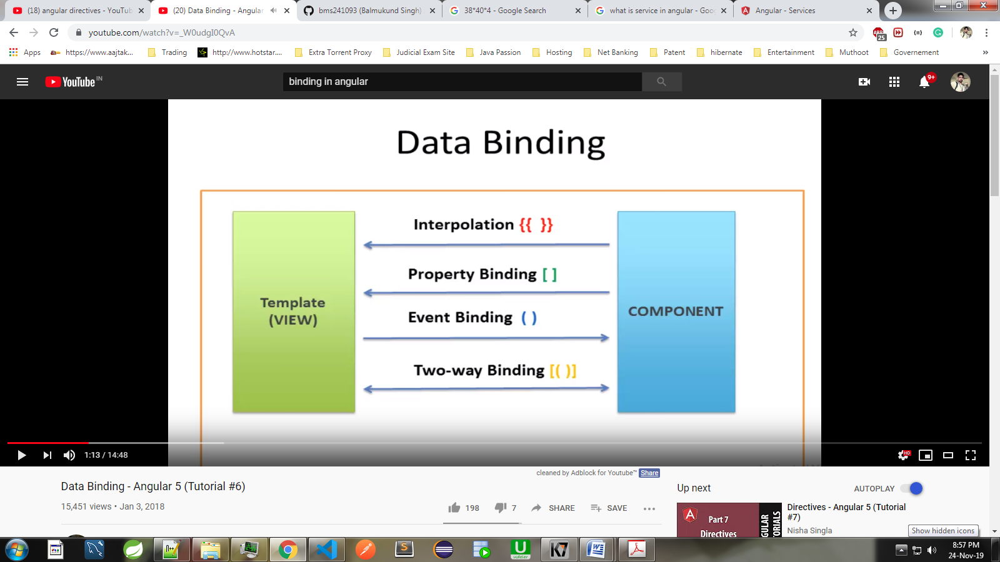 (18) angular directives - YouTub
(20) Data Binding - Angular
bms241093 (Balmukund Singh)
38*40*4 - Google Search
what is service in angular - Goo
Angular - Services
youtube.com/watch?v=_W0udgI0QvA
25
Apps
https://www.aajtak...
Trading
http://www.hotstar....
Extra Torrent Proxy
Judicial Exam Site
Java Passion
Hosting
Net Banking
Patent
hibernate
Entertainment
Muthoot
Governement
YouTube IN
binding in angular
9+
Data Binding
Interpolation {{ }}
Property Binding [ ]
Event Binding ( )
Two-way Binding [( )]
Template
(VIEW)
COMPONENT
1:13 / 14:48
HD
cleaned by Adblock for Youtube™ Share
Data Binding - Angular 5 (Tutorial #6)
15,451 views • Jan 3, 2018
198
7
SHARE
SAVE
Up next
AUTOPLAY
Part 7
Directives
Directives - Angular 5 (Tutorial
#7)
Nisha Singla
Show hidden icons
8:57 PM
24-Nov-19